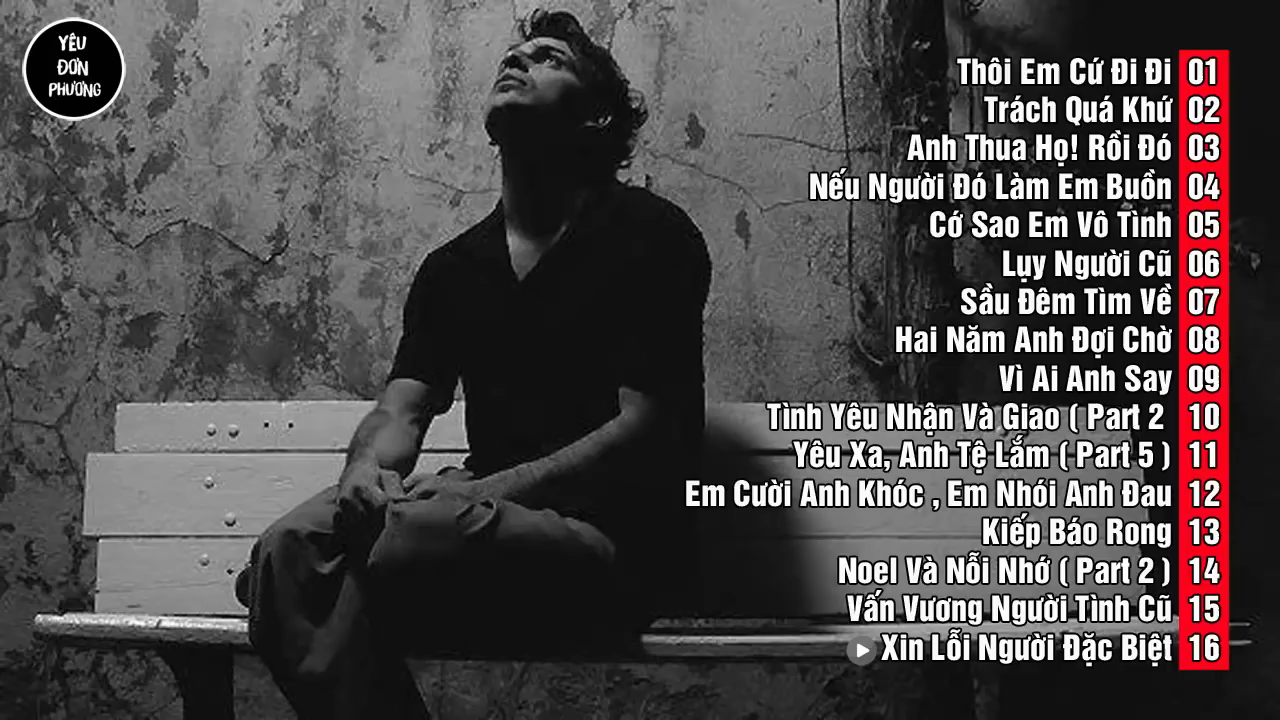 YÊU
ĐƠN
PHƯƠNG
Thôi Em Cứ Đi Đi 01
Trách Quá Khứ 02
Anh Thua Họ! Rồi Đó 03
Nếu Người Đó Làm Em Buồn 04
Cớ Sao Em Vô Tình 05
Lụy Người Cũ 06
Sầu Đêm Tìm Về 07
Hai Năm Anh Đợi Chờ 08
Vì Ai Anh Say 09
Tình Yêu Nhận Và Giao ( Part 2 10
Yêu Xa, Anh Tệ Lắm ( Part 5 ) 11
Em Cười Anh Khóc , Em Nhói Anh Đau 12
Kiếp Báo Rong 13
Noel Và Nỗi Nhớ ( Part 2 ) 14
Vấn Vương Người Tình Cũ 15
Xin Lỗi Người Đặc Biệt 16